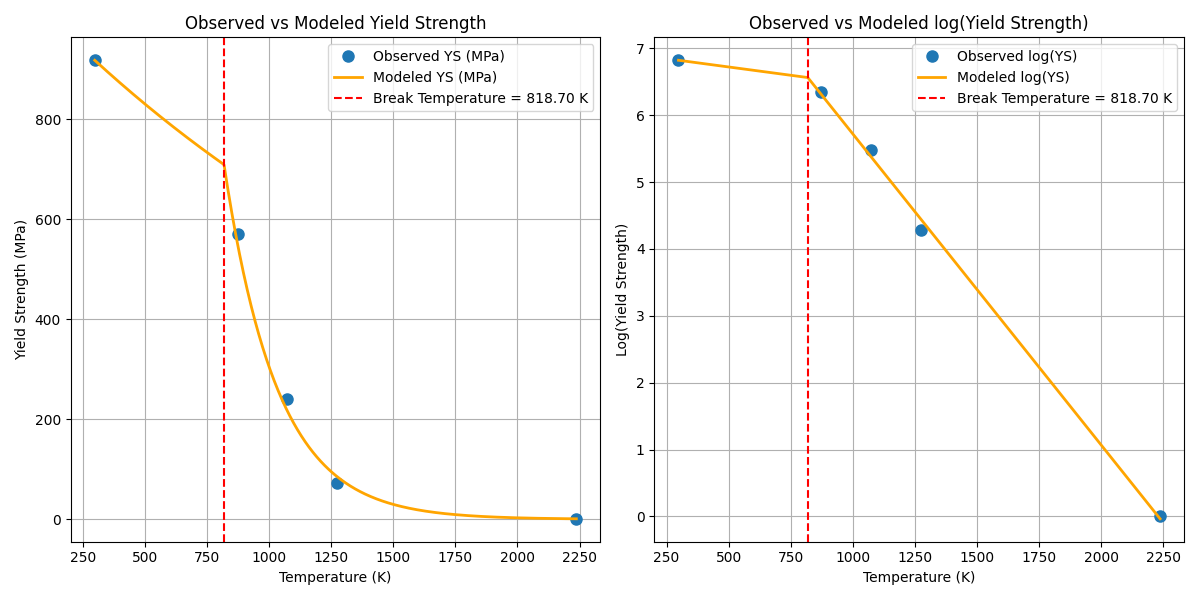 Observed vs Modeled Yield Strength
Observed YS (MPa)
Modeled YS (MPa)
Break Temperature = 818.70 K
Yield Strength (MPa)
800
600
400
200
0
250 500 750 1000 1250 1500 1750 2000 2250
Temperature (K)
Observed vs Modeled log(Yield Strength)
Observed log(YS)
Modeled log(YS)
Break Temperature = 818.70 K
Log(Yield Strength)
7
6
5
4
3
2
1
0
250 500 750 1000 1250 1500 1750 2000 2250
Temperature (K)